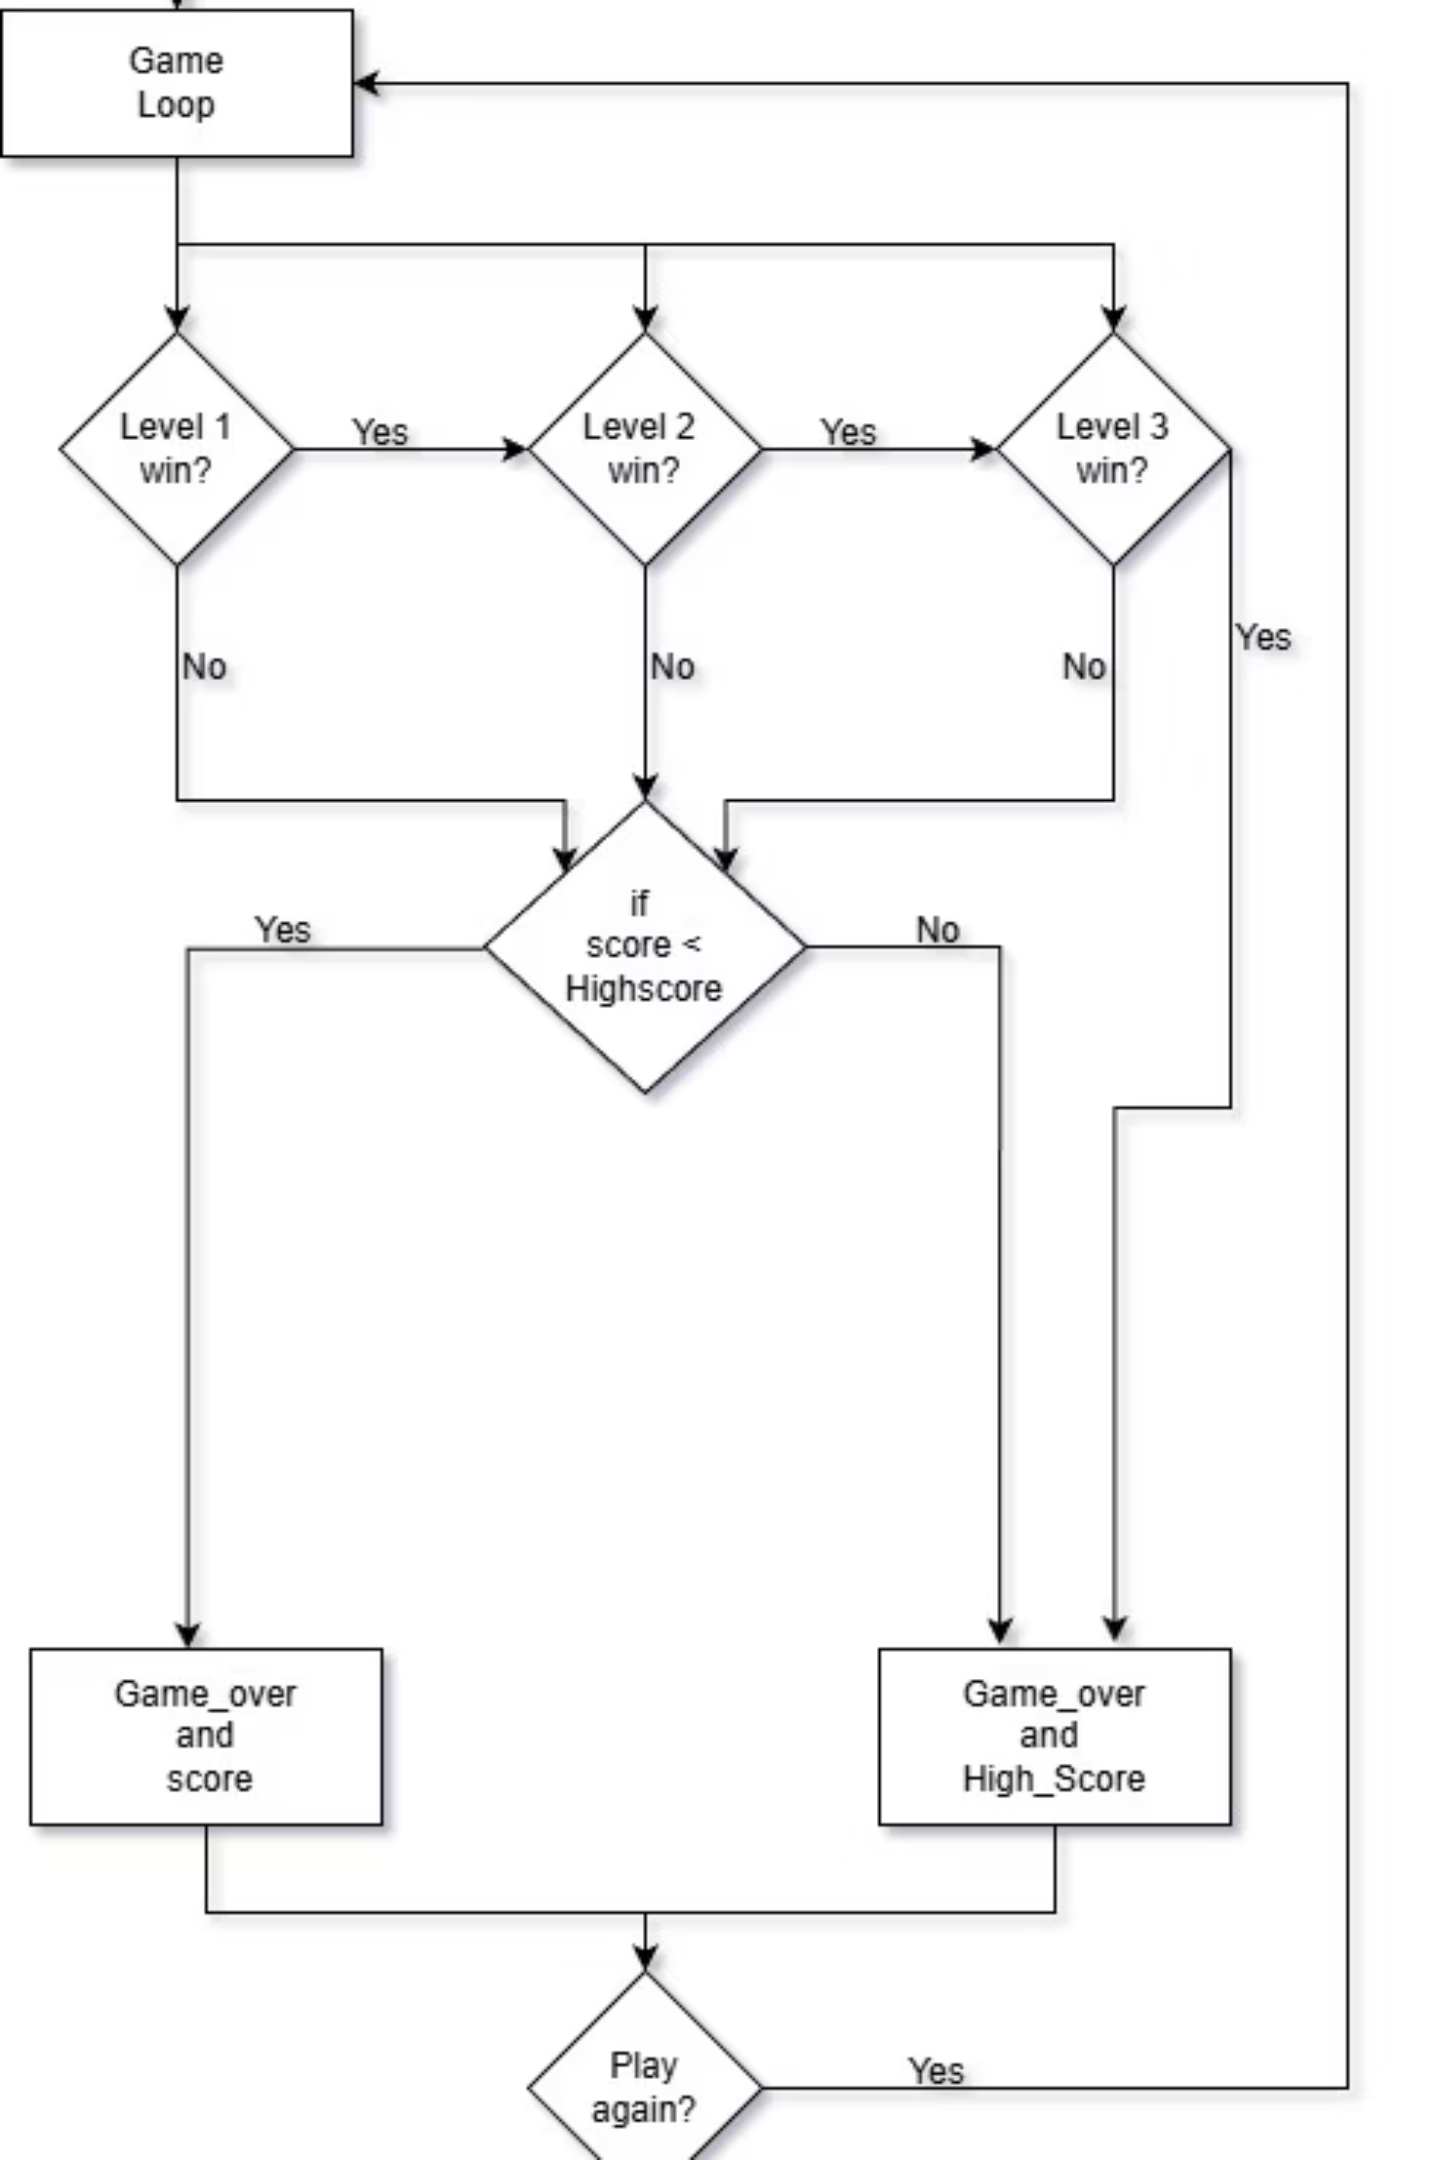 Game
Loop
Level 1
win?
Yes
Level 2
win?
Yes
Level 3
win?
No
No
No
Yes
if
score <
Highscore
Yes
No
Game_over
and
score
Game_over
and
High_Score
Play
again?
Yes